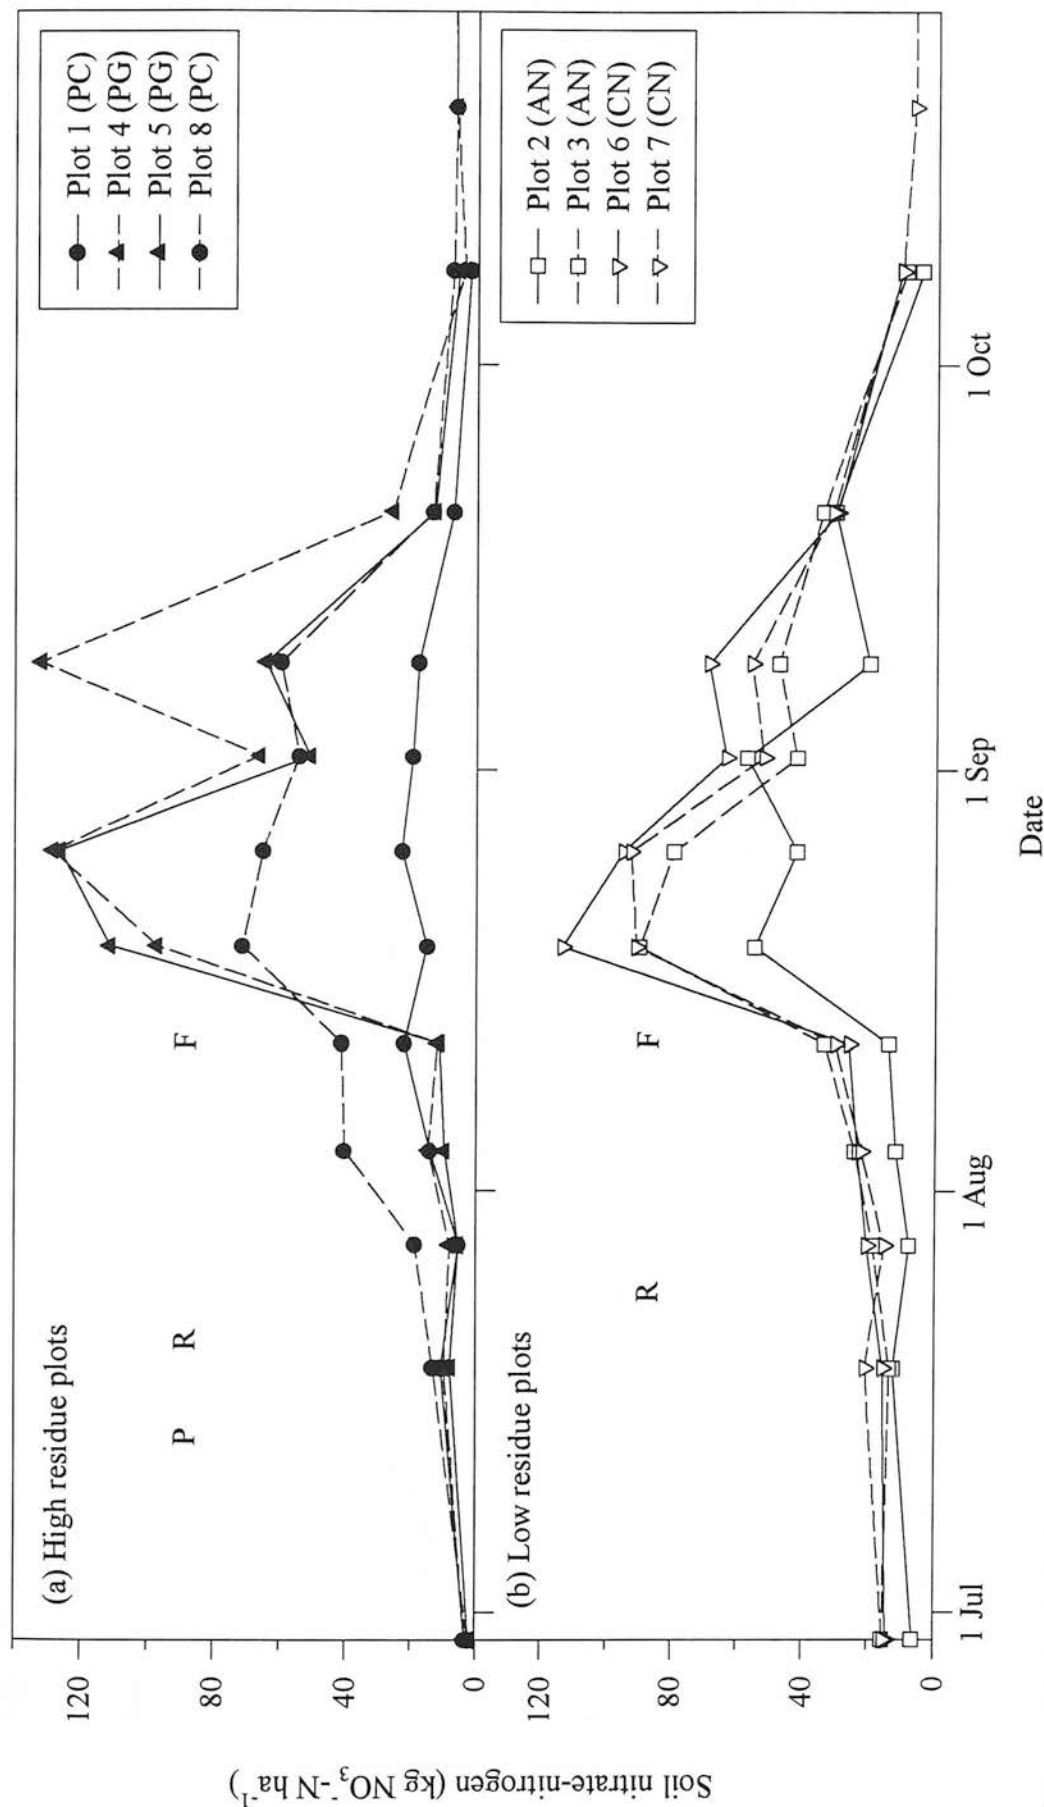 (a) High residue plots
P
R
F
Plot 1 (PC)
Plot 4 (PG)
Plot 5 (PG)
Plot 8 (PC)
120
80
40
0
(b) Low residue plots
R
F
Plot 2 (AN)
Plot 3 (AN)
Plot 6 (CN)
Plot 7 (CN)
120
80
40
0
1 Jul
1 Aug
1 Sep
1 Oct
Date
Soil nitrate-nitrogen (kg NO₃⁻-N ha⁻¹)